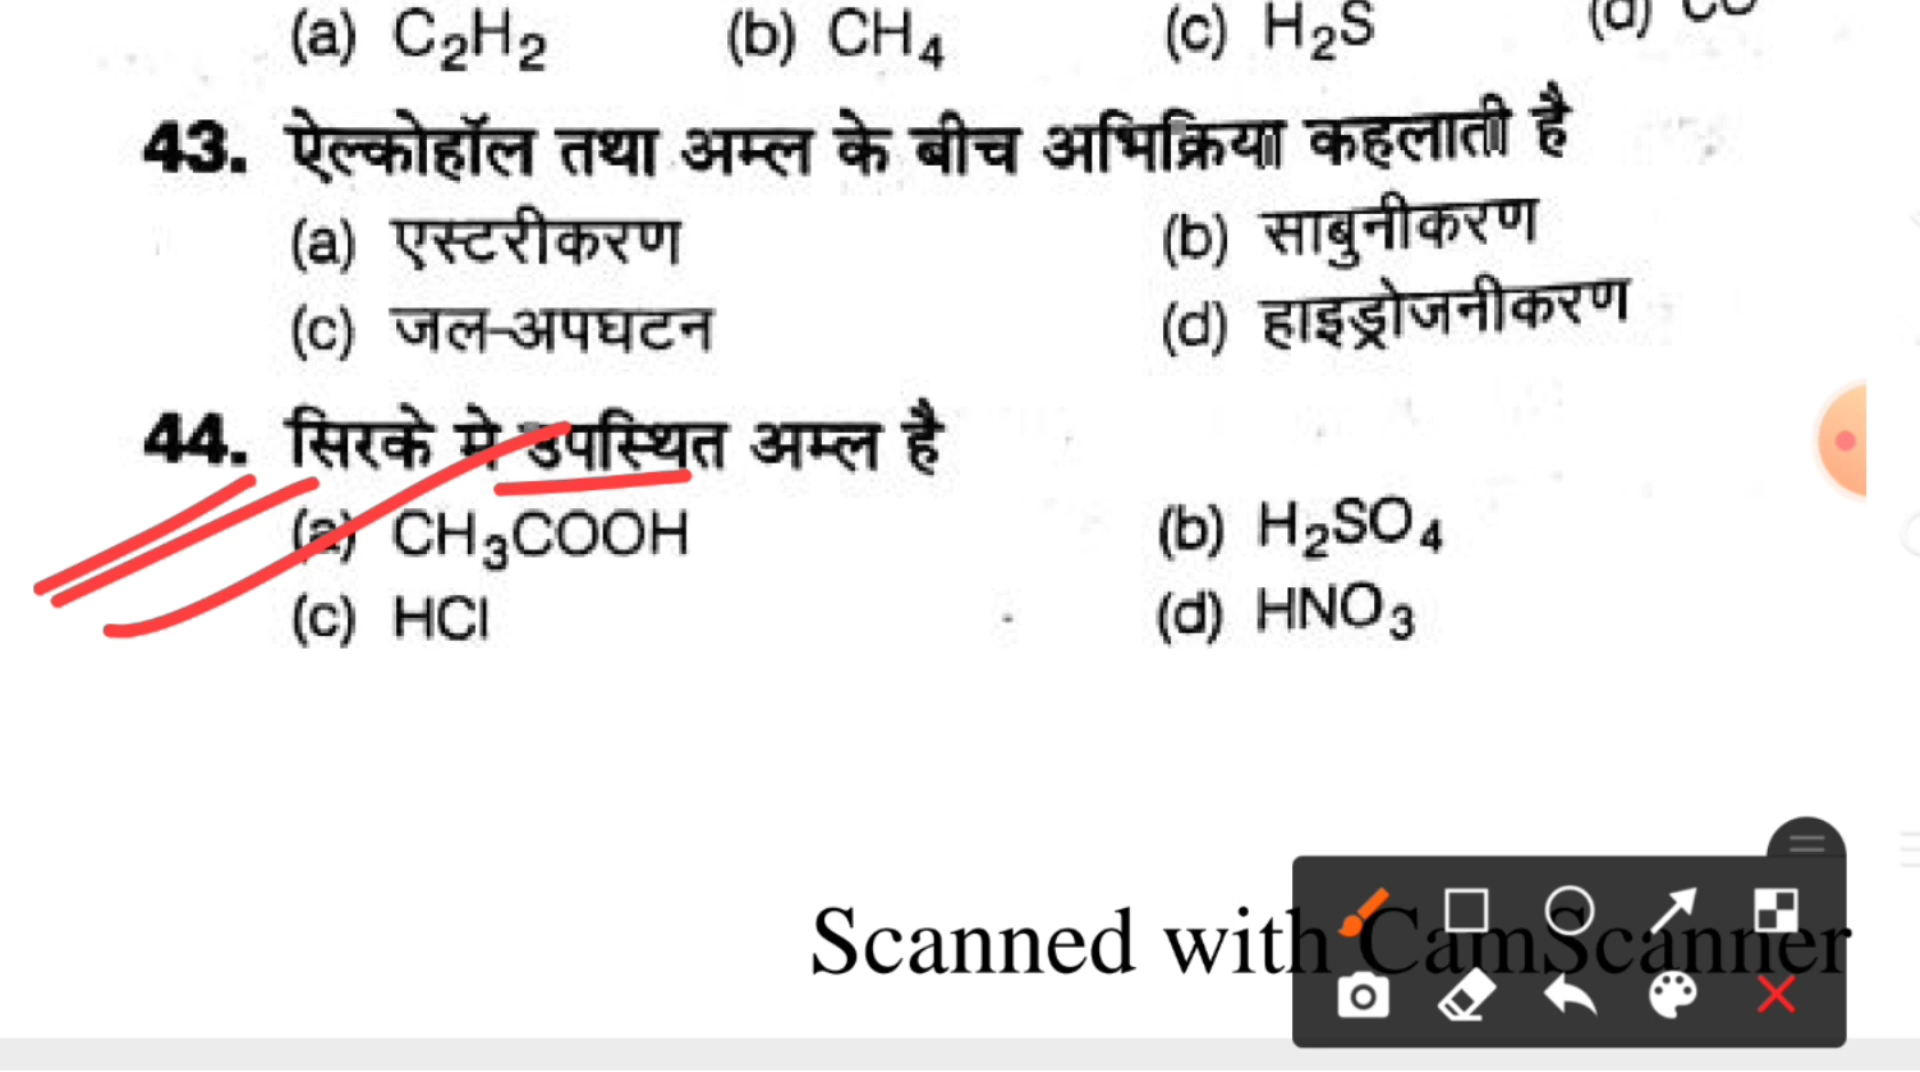 (a) C₂H₂ (b) CH₄ (c) H₂S (d) CO
43. ऐल्कोहॉल तथा अम्ल के बीच अभिक्रिया कहलाती है
(a) एस्टरीकरण (b) साबुनीकरण
(c) जल-अपघटन (d) हाइड्रोजनीकरण
44. सिरके मे उपस्थित अम्ल है
(a) CH₃COOH (b) H₂SO₄
(c) HCl (d) HNO₃
Scanned with CamScanner